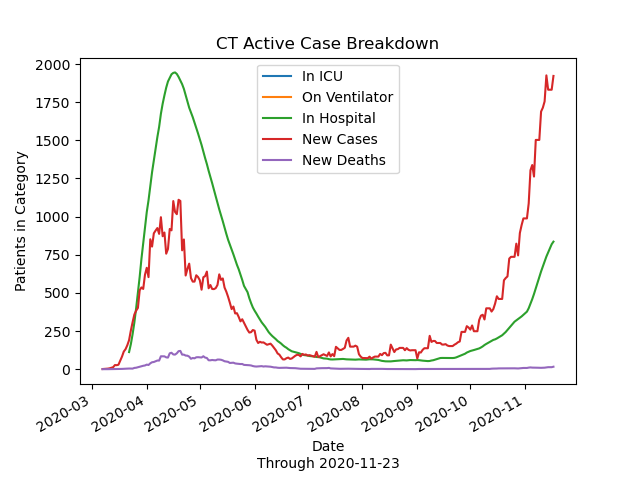 CT Active Case Breakdown
Patients in Category
2000
1750
1500
1250
1000
750
500
250
0
In ICU
On Ventilator
In Hospital
New Cases
New Deaths
2020-03
2020-04
2020-05
2020-06
2020-07
2020-08
2020-09
2020-10
2020-11
Date
Through 2020-11-23